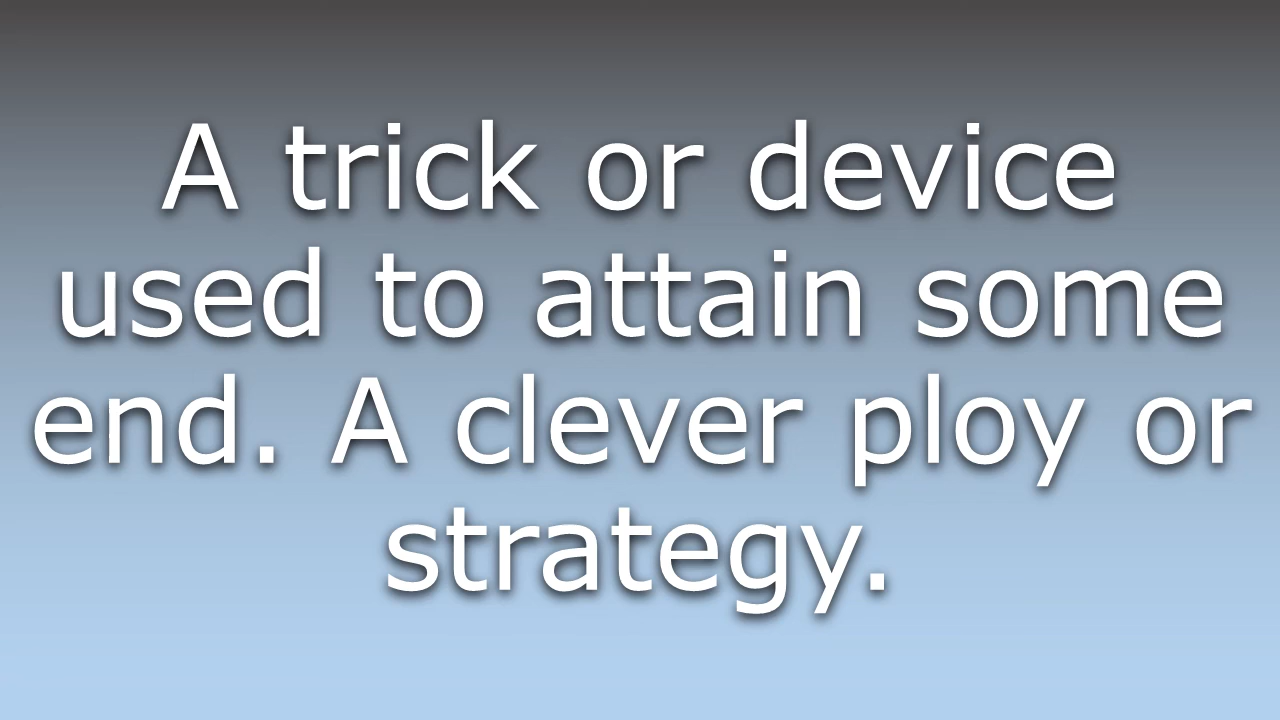 A trick or device
used to attain some
end. A clever ploy or
strategy.